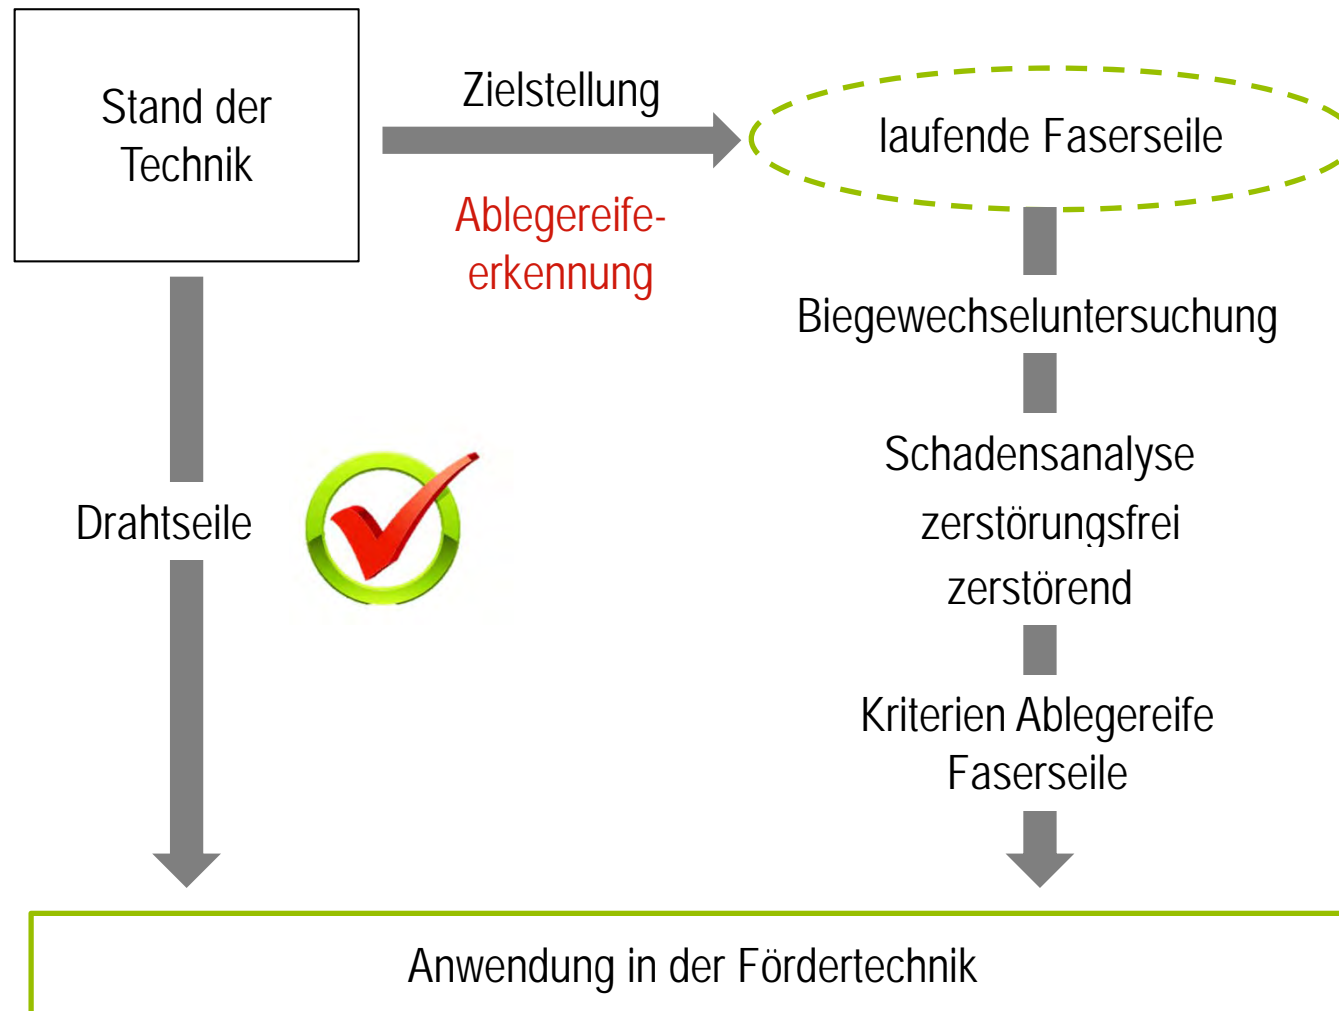 Stand der
Technik
Zielstellung
Ablegereife-
erkennung
laufende Faserseile
Biegewechseluntersuchung
Schadensanalyse
zerstörungsfrei
zerstörend
Kriterien Ablegereife
Faserseile
Drahtseile
Anwendung in der Fördertechnik